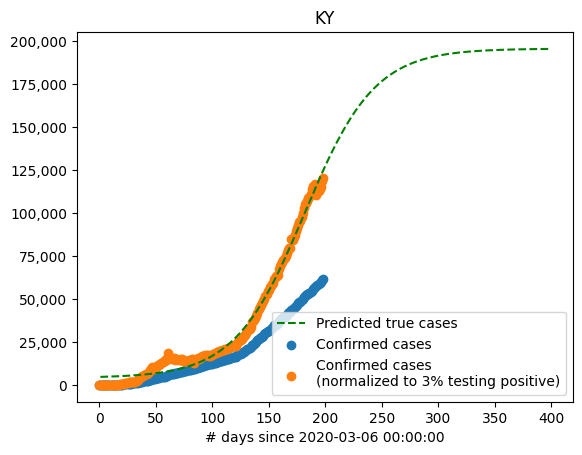 KY
200,000
175,000
150,000
125,000
100,000
75,000
50,000
25,000
0
Predicted true cases
Confirmed cases
Confirmed cases
(normalized to 3% testing positive)
0 50 100 150 200 250 300 350 400
# days since 2020-03-06 00:00:00